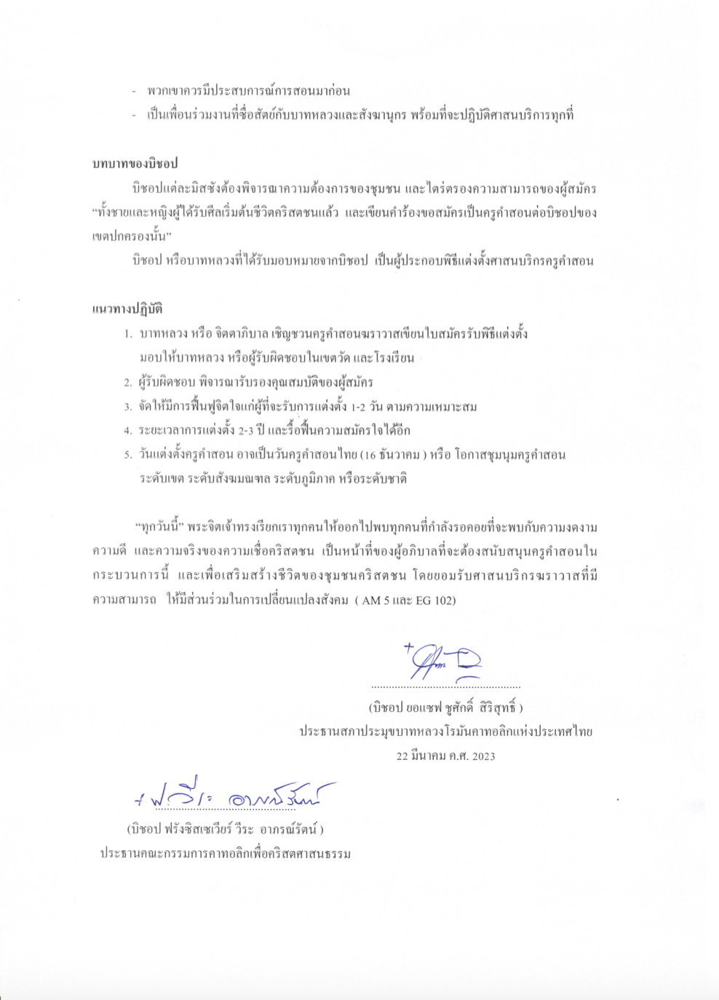 - พวกเขาควรมีประสบการณ์การสอนมาก่อน
- เป็นเพื่อนร่วมงานที่ซื่อสัตย์กับบาทหลวงและสังฆานุกร พร้อมที่จะปฏิบัติศาสนบริการทุกที่
บทบาทของบิชอป
บิชอปแต่ละมิสซังต้องพิจารณาความต้องการของชุมชน และไตร่ตรองความสามารถของผู้สมัคร
“ทั้งชายและหญิงผู้ได้รับศีลเริ่มต้นชีวิตคริสตชนแล้ว และเขียนคำร้องขอสมัครเป็นครูคำสอนต่อบิชอปของ
เขตปกครองนั้น”
บิชอป หรือบาทหลวงที่ได้รับมอบหมายจากบิชอป เป็นผู้ประกอบพิธีแต่งตั้งศาสนบริกรครูคำสอน
แนวทางปฏิบัติ
1. บาทหลวง หรือ จิตตาภิบาล เชิญชวนครูคำสอนฆราวาสเขียนใบสมัครรับพิธีแต่งตั้ง
มอบให้บาทหลวง หรือผู้รับผิดชอบในเขตวัด และโรงเรียน
2. ผู้รับผิดชอบ พิจารณารับรองคุณสมบัติของผู้สมัคร
3. จัดให้มีการฟื้นฟูจิตใจแก่ผู้ที่จะรับการแต่งตั้ง 1-2 วัน ตามความเหมาะสม
4. ระยะเวลาการแต่งตั้ง 2-3 ปี และรื้อฟื้นความสมัครใจได้อีก
5. วันแต่งตั้งครูคำสอน อาจเป็นวันครูคำสอนไทย (16 ธันวาคม ) หรือ โอกาสชุมนุมครูคำสอน
ระดับเขต ระดับสังฆมณฑล ระดับภูมิภาค หรือระดับชาติ
“ทุกวันนี้” พระจิตเจ้าทรงเรียกเราทุกคนให้ออกไปพบทุกคนที่กำลังรอคอยที่จะพบกับความงดงาม
ความดี และความจริงของความเชื่อคริสตชน เป็นหน้าที่ของผู้อภิบาลที่จะต้องสนับสนุนครูคำสอนใน
กระบวนการนี้ และเพื่อเสริมสร้างชีวิตของชุมชนคริสตชน โดยยอมรับศาสนบริกรฆราวาสที่มี
ความสามารถ ให้มีส่วนร่วมในการเปลี่ยนแปลงสังคม ( AM 5 และ EG 102)
(บิชอป ยอแซฟ ชูศักดิ์ สิริสุทธิ์ )
ประธานสภาประมุขบาทหลวงโรมันคาทอลิกแห่งประเทศไทย
22 มีนาคม ค.ศ. 2023
+ ฟ.วีระ อาภรณ์รัตน์
(บิชอป ฟรังซิสเซเวียร์ วีระ อาภรณ์รัตน์ )
ประธานคณะกรรมการคาทอลิกเพื่อคริสตศาสนธรรม